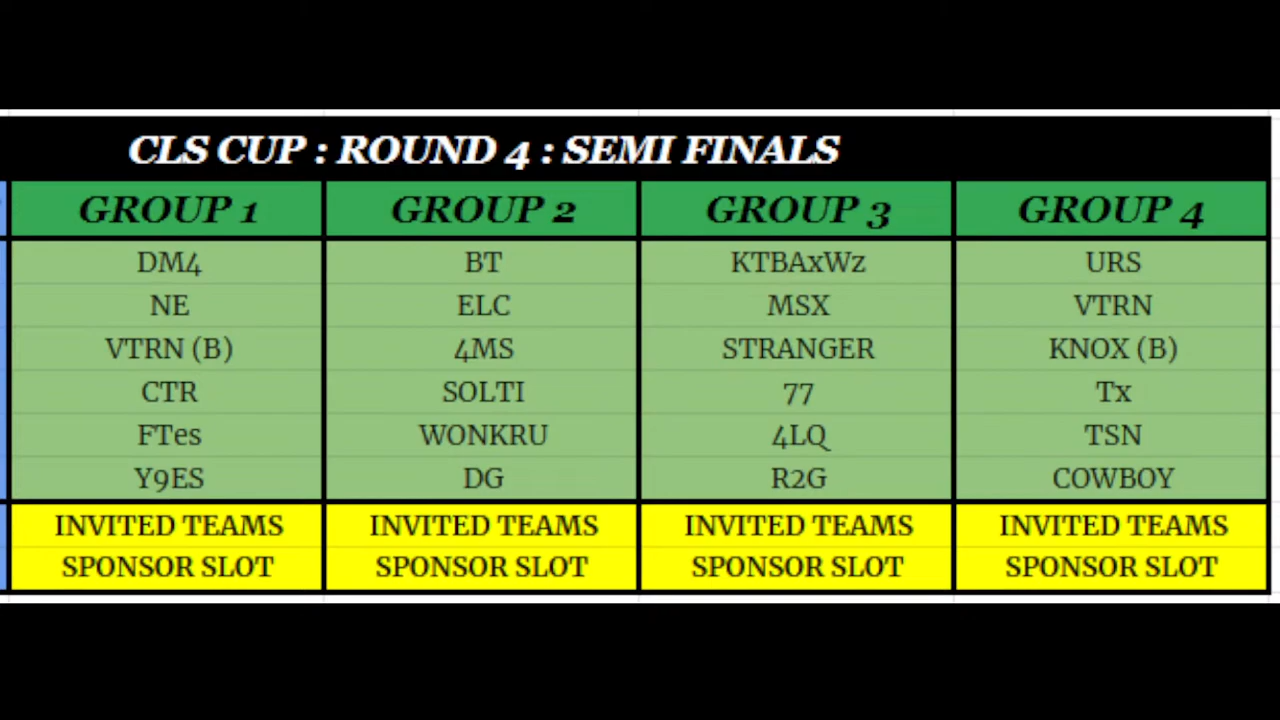 CLS CUP : ROUND 4 : SEMI FINALS
GROUP 1 GROUP 2 GROUP 3 GROUP 4
DM4 BT KTBAxWz URS
NE ELC MSX VTRN
VTRN (B) 4MS STRANGER KNOX (B)
CTR SOLTI 77 Tx
FTes WONKRU 4LQ TSN
Y9ES DG R2G COWBOY
INVITED TEAMS INVITED TEAMS INVITED TEAMS INVITED TEAMS
SPONSOR SLOT SPONSOR SLOT SPONSOR SLOT SPONSOR SLOT